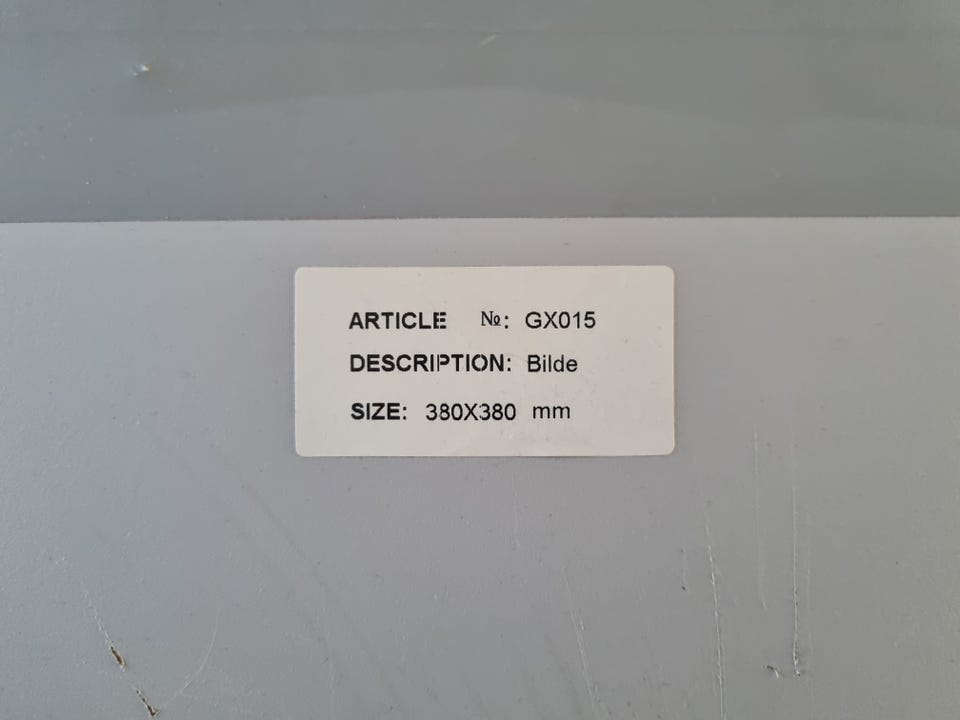 ARTICLE №: GX015
DESCRIPTION: Bilde
SIZE: 380X380 mm